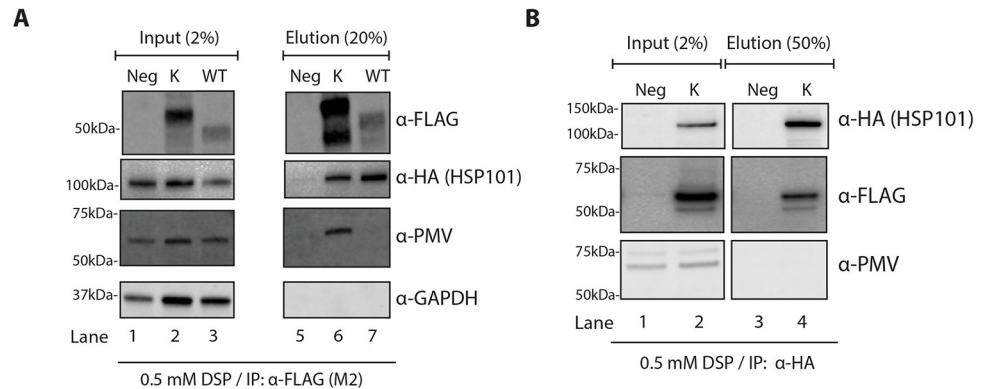 A
Input (2%) Elution (20%)
Neg K WT Neg K WT
50kDa- α-FLAG
100kDa- α-HA (HSP101)
75kDa-
α-PMV
50kDa-
37kDa- α-GAPDH
Lane 1 2 3 5 6 7
0.5 mM DSP / IP: α-FLAG (M2)
B
Input (2%) Elution (50%)
Neg K Neg K
150kDa-
α-HA (HSP101)
100kDa-
75kDa-
α-FLAG
50kDa-
75kDa-
α-PMV
50kDa-
Lane 1 2 3 4
0.5 mM DSP / IP: α-HA